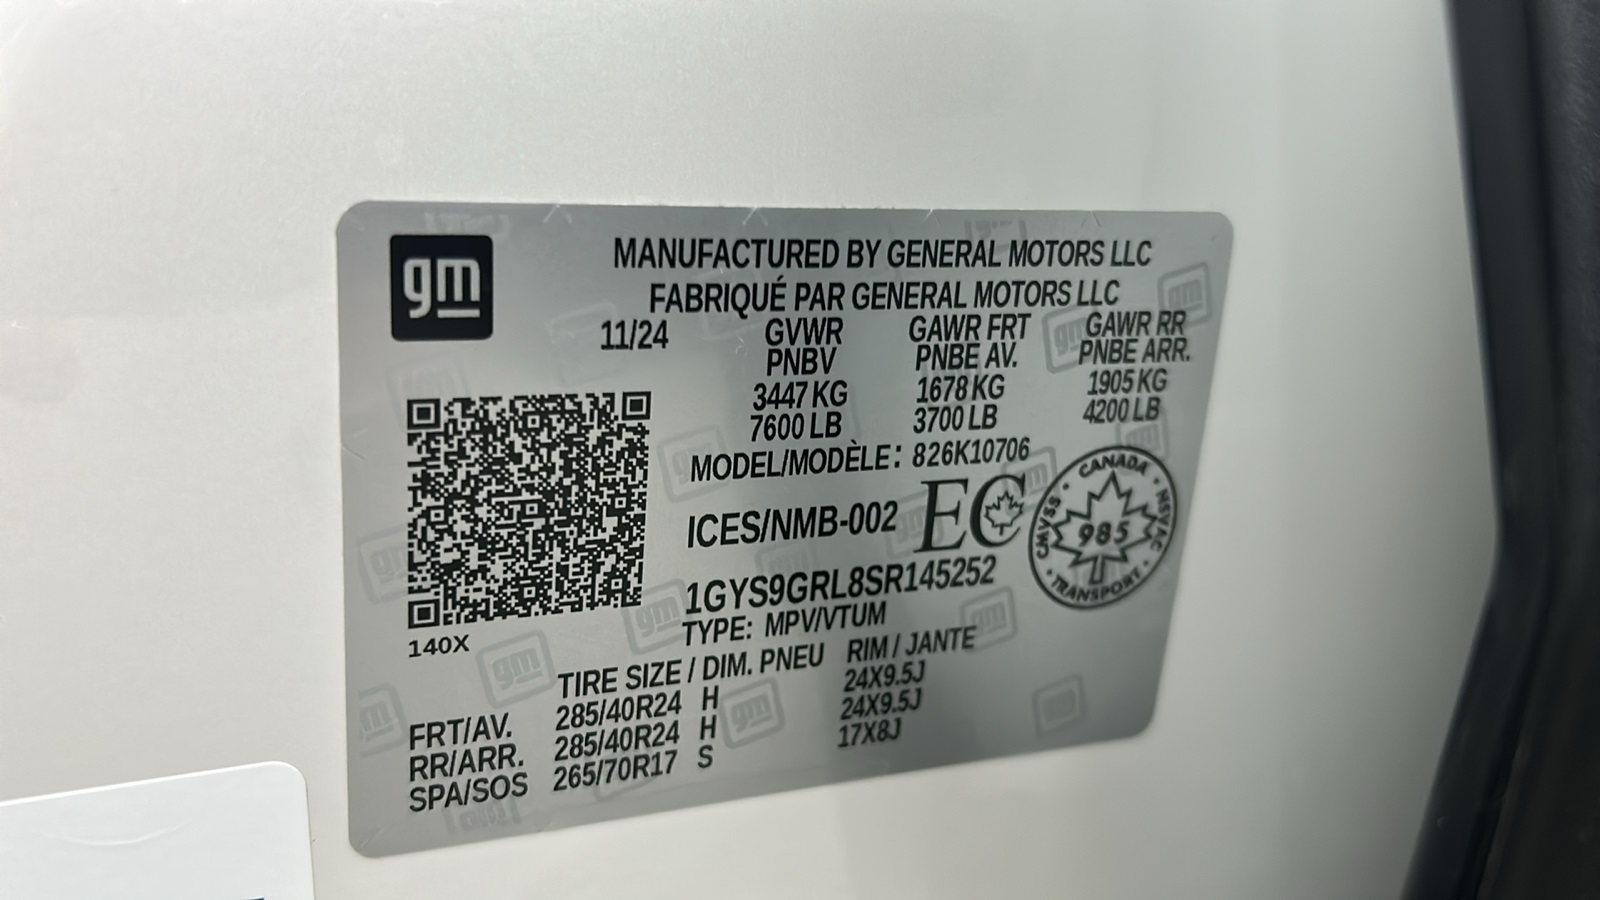 gm
MANUFACTURED BY GENERAL MOTORS LLC
FABRIQUÉ PAR GENERAL MOTORS LLC
11/24 GVWR GAWR FRT GAWR RR
PNBV PNBE AV. PNBE ARR.
3447 KG 1678 KG 1905 KG
7600 LB 3700 LB 4200 LB
MODEL/MODÈLE: 826K10706
ICES/NMB-002 EC
CANADA
CMVSS 985 NSVAC
TRANSPORT
1GYS9GRL8SR145252
140X
TYPE: MPV/VTUM
TIRE SIZE / DIM. PNEU RIM / JANTE
FRT/AV. 285/40R24 H 24X9.5J
RR/ARR. 285/40R24 H 24X9.5J
SPA/SOS 265/70R17 S 17X8J